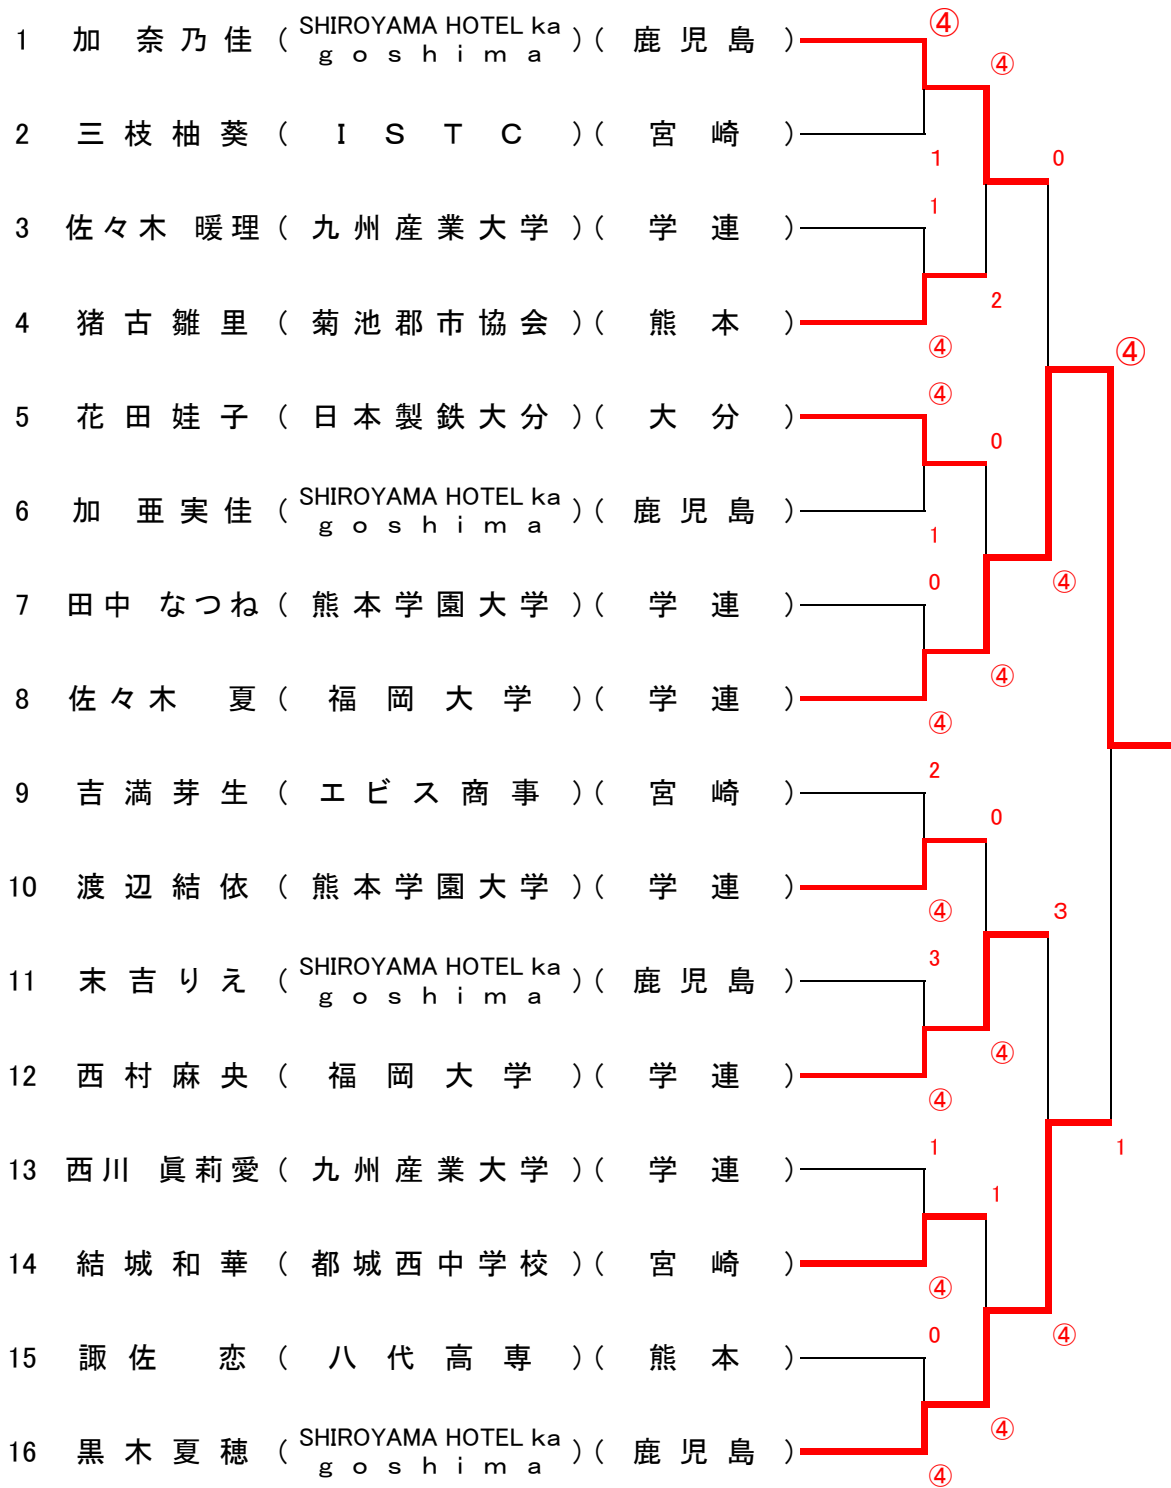 ④
1 加 奈乃佳 ( SHIROYAMA HOTEL ka
goshima ) ( 鹿児島 )
④
2 三枝柚葵 ( ISTC ) ( 宮崎 )
1 0
1
3 佐々木 暖理 ( 九州産業大学 ) ( 学連 )
2
4 猪古雛里 ( 菊池郡市協会 ) ( 熊本 )
④ ④
④
5 花田娃子 ( 日本製鉄大分 ) ( 大分 )
0
6 加 亜実佳 ( SHIROYAMA HOTEL ka
goshima ) ( 鹿児島 )
1
0 ④
7 田中 なつね ( 熊本学園大学 ) ( 学連 )
④
8 佐々木 夏 ( 福岡大学 ) ( 学連 )
④
2
9 吉満芽生 ( エビス商事 ) ( 宮崎 )
0
10 渡辺結依 ( 熊本学園大学 ) ( 学連 )
④ 3
3
11 末吉りえ ( SHIROYAMA HOTEL ka
goshima ) ( 鹿児島 )
④
12 西村麻央 ( 福岡大学 ) ( 学連 )
④
1 1
13 西川 眞莉愛 ( 九州産業大学 ) ( 学連 )
1
14 結城和華 ( 都城西中学校 ) ( 宮崎 )
④
0 ④
15 諏佐 恋 ( 八代高専 ) ( 熊本 )
④
16 黒木夏穂 ( SHIROYAMA HOTEL ka
goshima ) ( 鹿児島 )
④